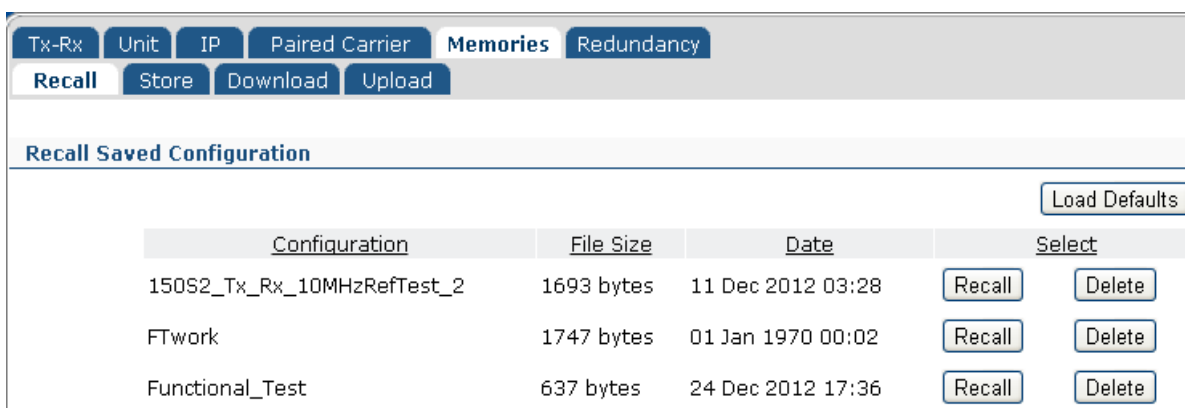 Tx-Rx Unit IP Paired Carrier Memories Redundancy
Recall Store Download Upload
Recall Saved Configuration
Load Defaults
Configuration File Size Date Select
150S2_Tx_Rx_10MHzRefTest_2 1693 bytes 11 Dec 2012 03:28 Recall Delete
FTwork 1747 bytes 01 Jan 1970 00:02 Recall Delete
Functional_Test 637 bytes 24 Dec 2012 17:36 Recall Delete